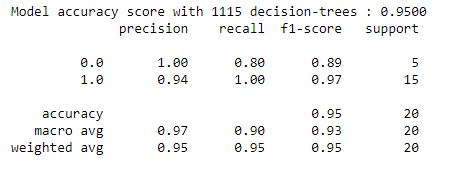 Model accuracy score with 1115 decision-trees : 0.9500
precision recall f1-score support
0.0 1.00 0.80 0.89 5
1.0 0.94 1.00 0.97 15
accuracy 0.95 20
macro avg 0.97 0.90 0.93 20
weighted avg 0.95 0.95 0.95 20